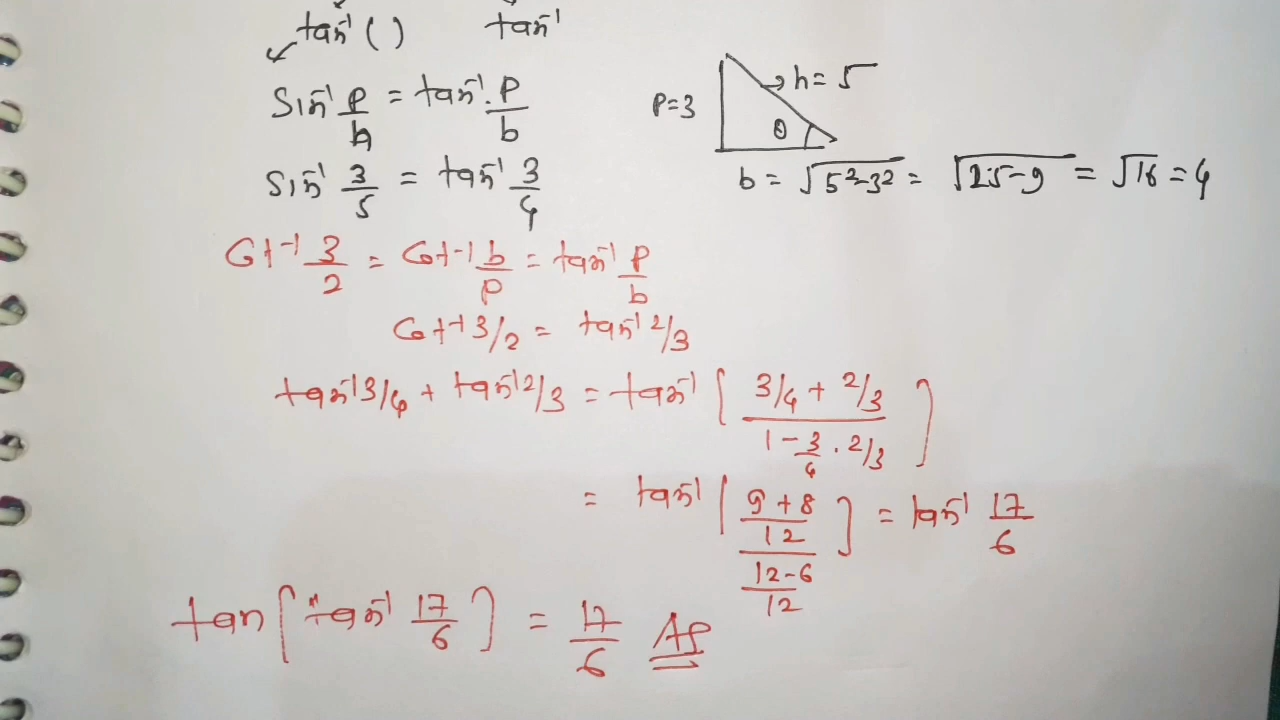 tan⁻¹ ( ) tan⁻¹
Sin⁻¹ p/h = tan⁻¹ p/b
p=3 h=5 θ
Sin⁻¹ 3/5 = tan⁻¹ 3/4
b = √(5²-3²) = √(25-9) = √16 = 4
Cot⁻¹ 3/2 = Cot⁻¹ b/p = tan⁻¹ p/b
Cot⁻¹ 3/2 = tan⁻¹ 2/3
tan⁻¹ 3/4 + tan⁻¹ 2/3 = tan⁻¹ [ (3/4 + 2/3) / (1 - 3/4 . 2/3) ]
= tan⁻¹ [ ((9+8)/12) / ((12-6)/12) ] = tan⁻¹ 17/6
tan [ tan⁻¹ 17/6 ] = 17/6